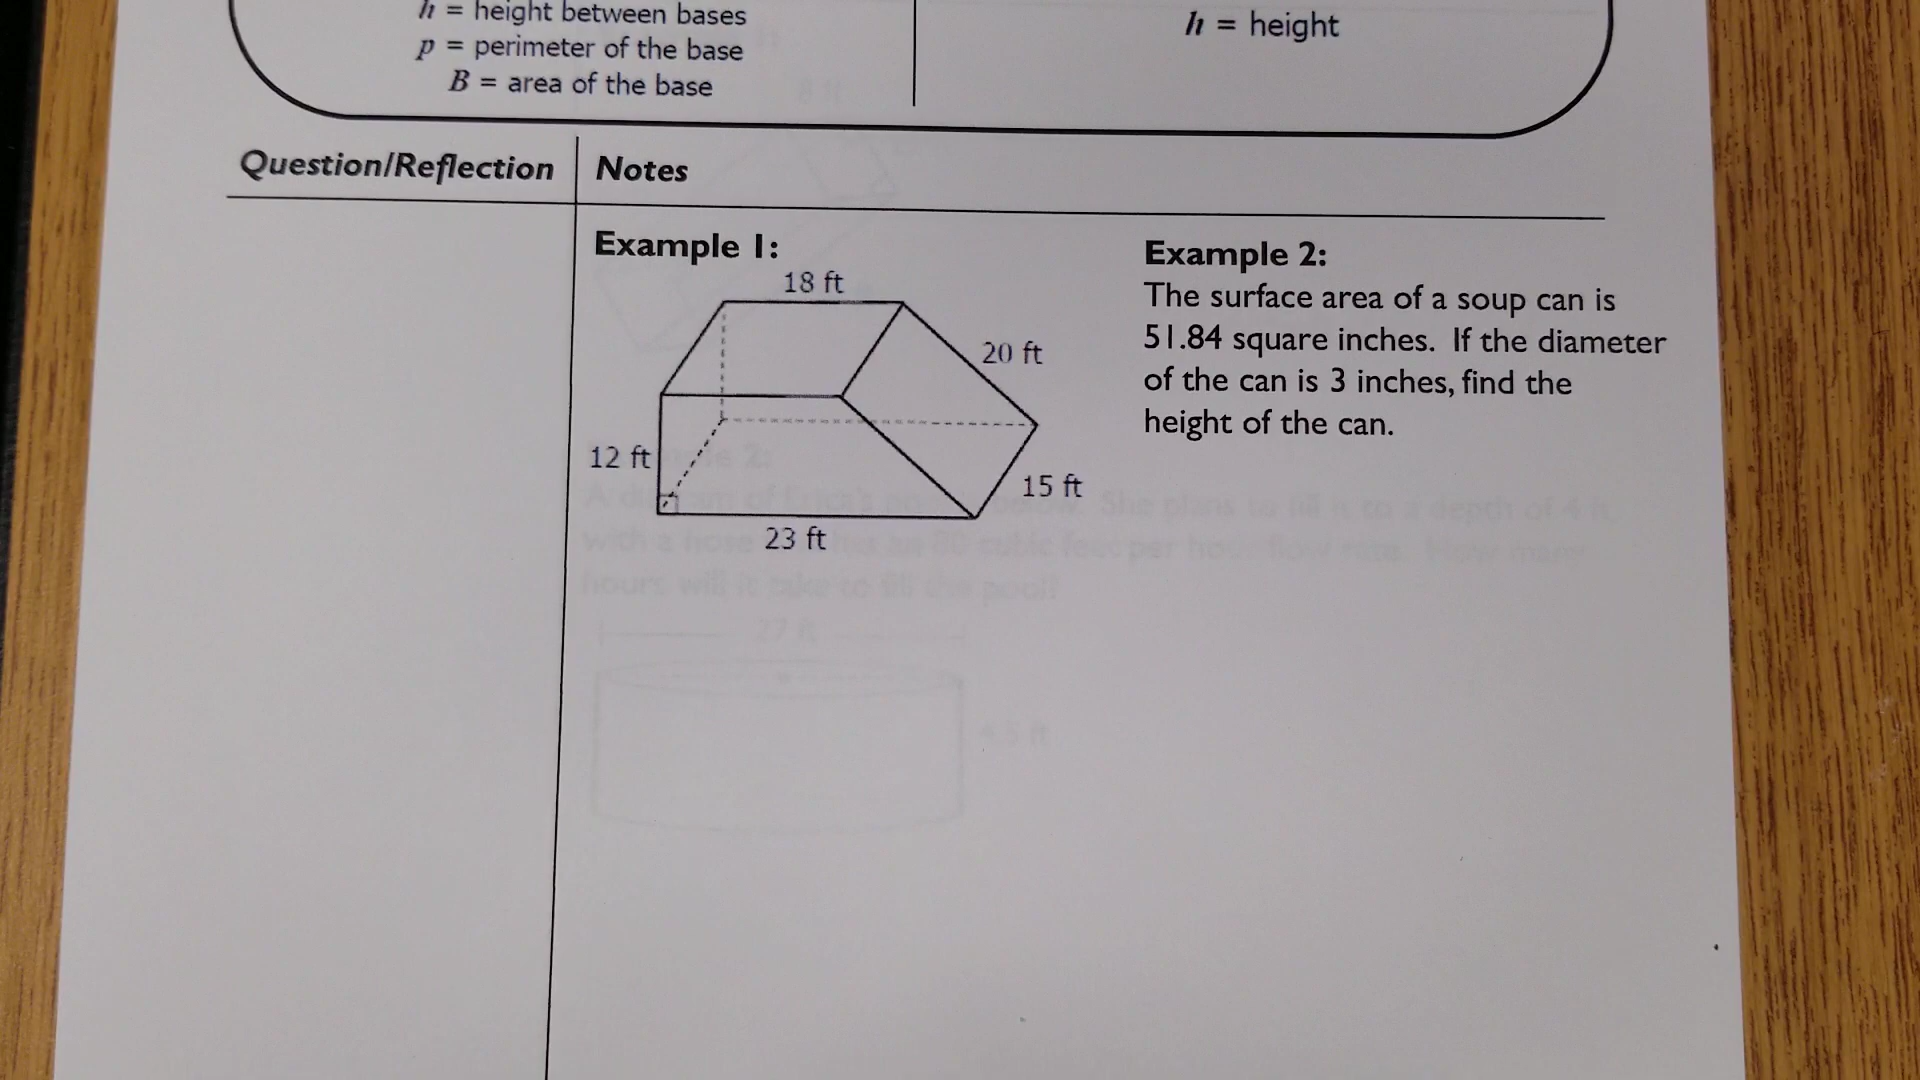 h = height between bases
p = perimeter of the base
B = area of the base
h = height
Question/Reflection
Notes
Example 1:
18 ft
20 ft
12 ft
15 ft
23 ft
Example 2:
The surface area of a soup can is
51.84 square inches. If the diameter
of the can is 3 inches, find the
height of the can.